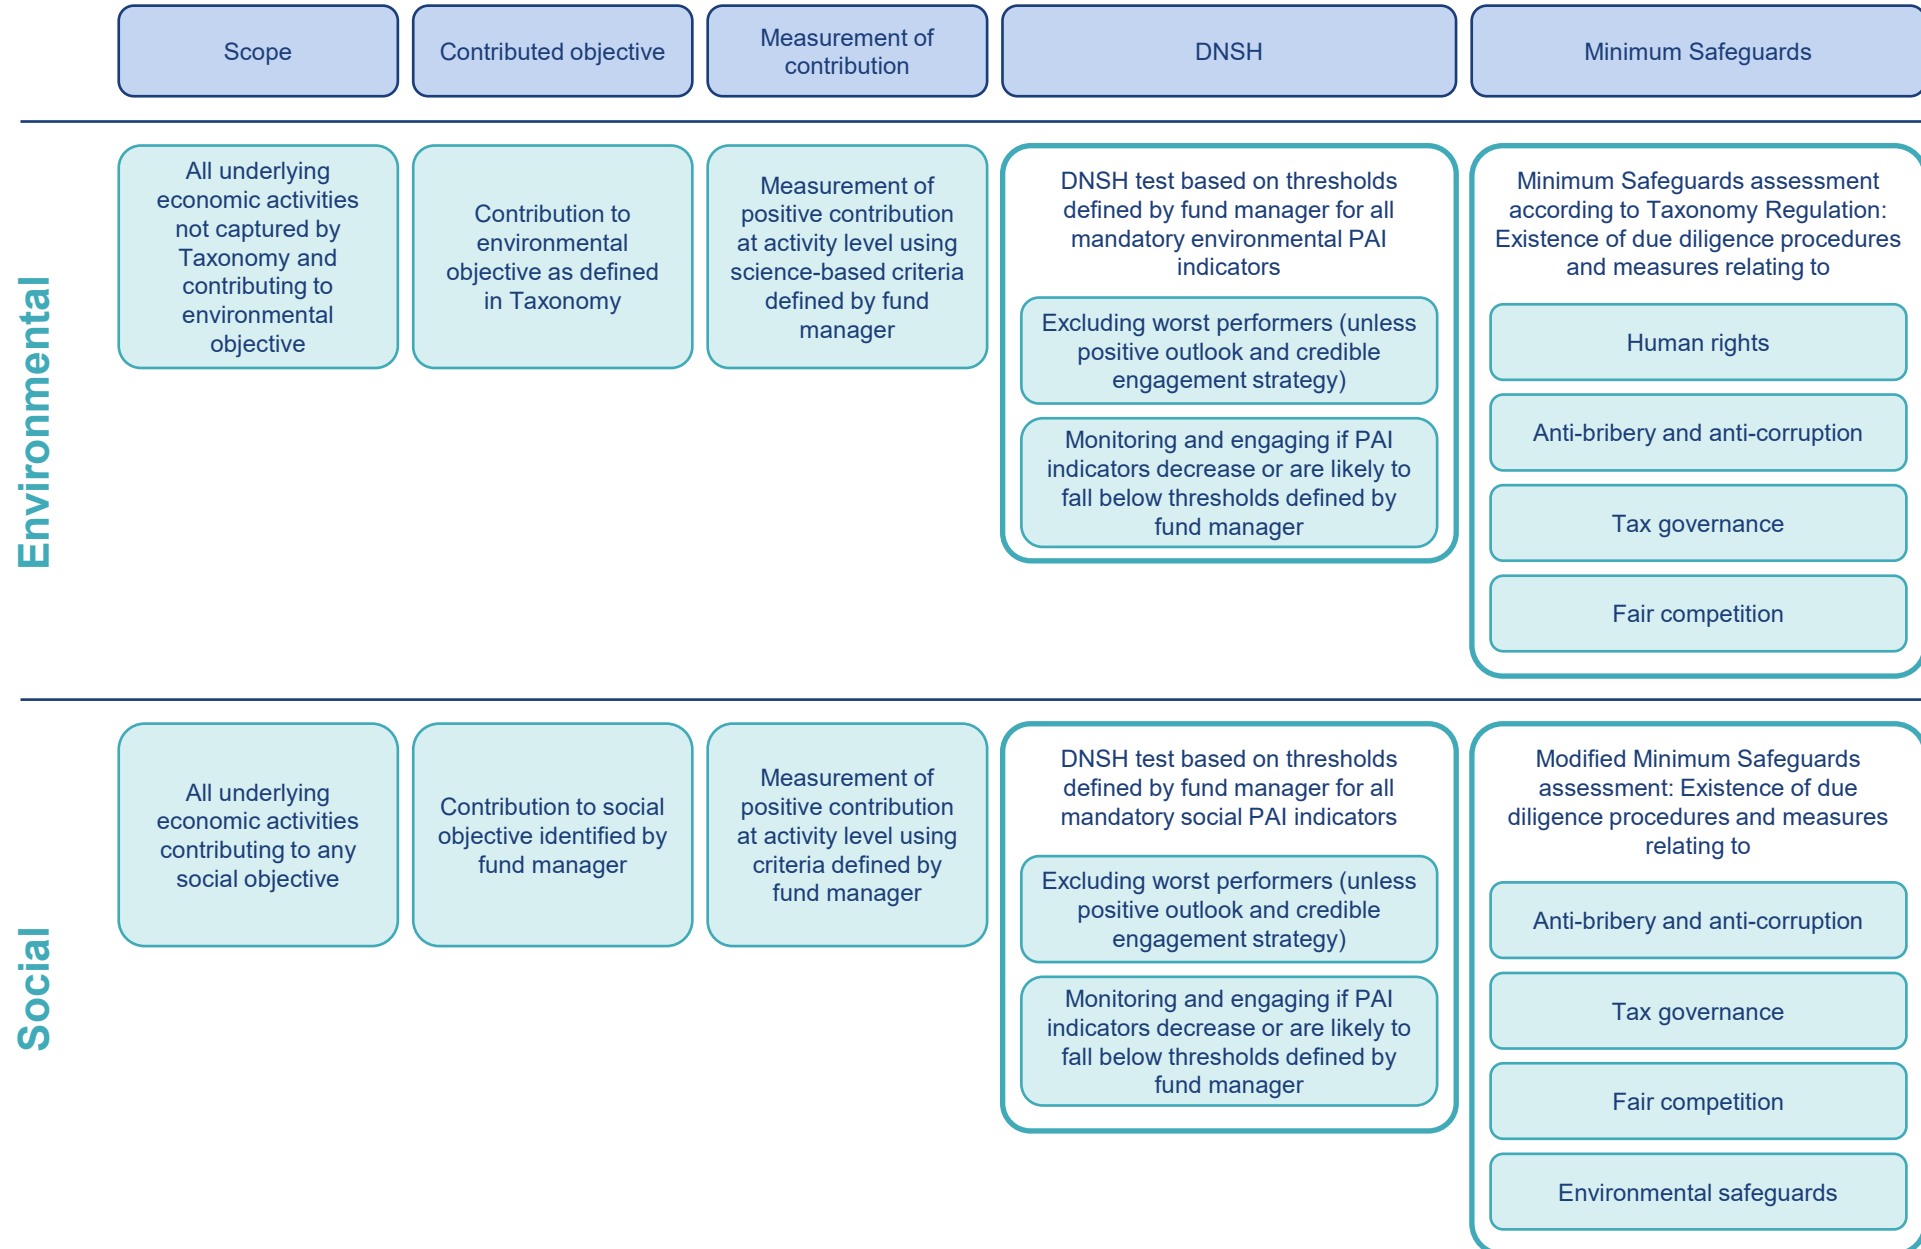 Scope
Contributed objective
Measurement of
contribution
DNSH
Minimum Safeguards
Environmental
All underlying
economic activities
not captured by
Taxonomy and
contributing to
environmental
objective
Contribution to
environmental
objective as defined
in Taxonomy
Measurement of
positive contribution
at activity level using
science-based criteria
defined by fund
manager
DNSH test based on thresholds
defined by fund manager for all
mandatory environmental PAI
indicators
Excluding worst performers (unless
positive outlook and credible
engagement strategy)
Monitoring and engaging if PAI
indicators decrease or are likely to
fall below thresholds defined by
fund manager
Minimum Safeguards assessment
according to Taxonomy Regulation:
Existence of due diligence procedures
and measures relating to
Human rights
Anti-bribery and anti-corruption
Tax governance
Fair competition
Social
All underlying
economic activities
contributing to any
social objective
Contribution to social
objective identified by
fund manager
Measurement of
positive contribution
at activity level using
criteria defined by
fund manager
DNSH test based on thresholds
defined by fund manager for all
mandatory social PAI indicators
Excluding worst performers (unless
positive outlook and credible
engagement strategy)
Monitoring and engaging if PAI
indicators decrease or are likely to
fall below thresholds defined by
fund manager
Modified Minimum Safeguards
assessment: Existence of due
diligence procedures and measures
relating to
Anti-bribery and anti-corruption
Tax governance
Fair competition
Environmental safeguards